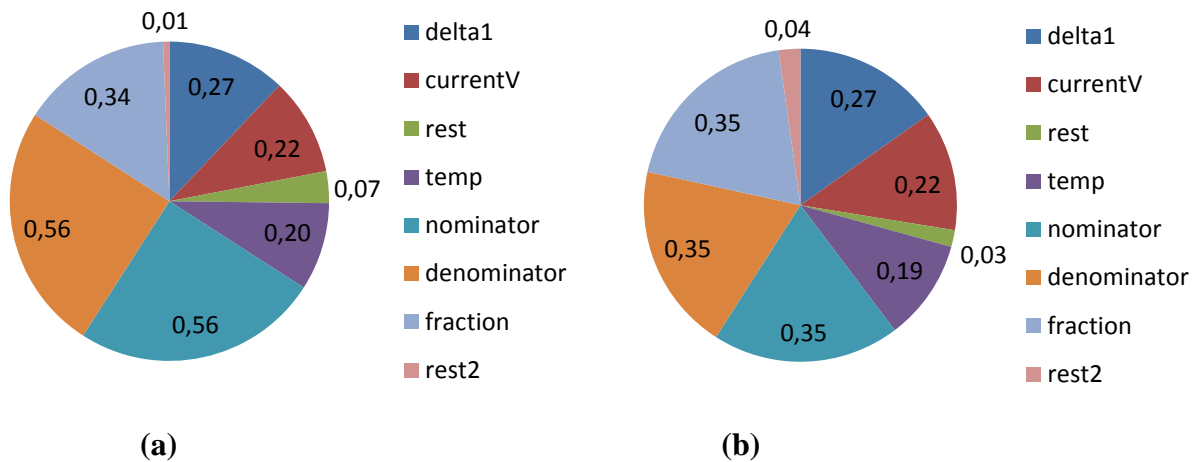 0,01
0,27
0,22
0,07
0,20
0,56
0,56
0,34
delta1
currentV
rest
temp
nominator
denominator
fraction
rest2
(a)
0,04
0,27
0,22
0,03
0,19
0,35
0,35
0,35
delta1
currentV
rest
temp
nominator
denominator
fraction
rest2
(b)